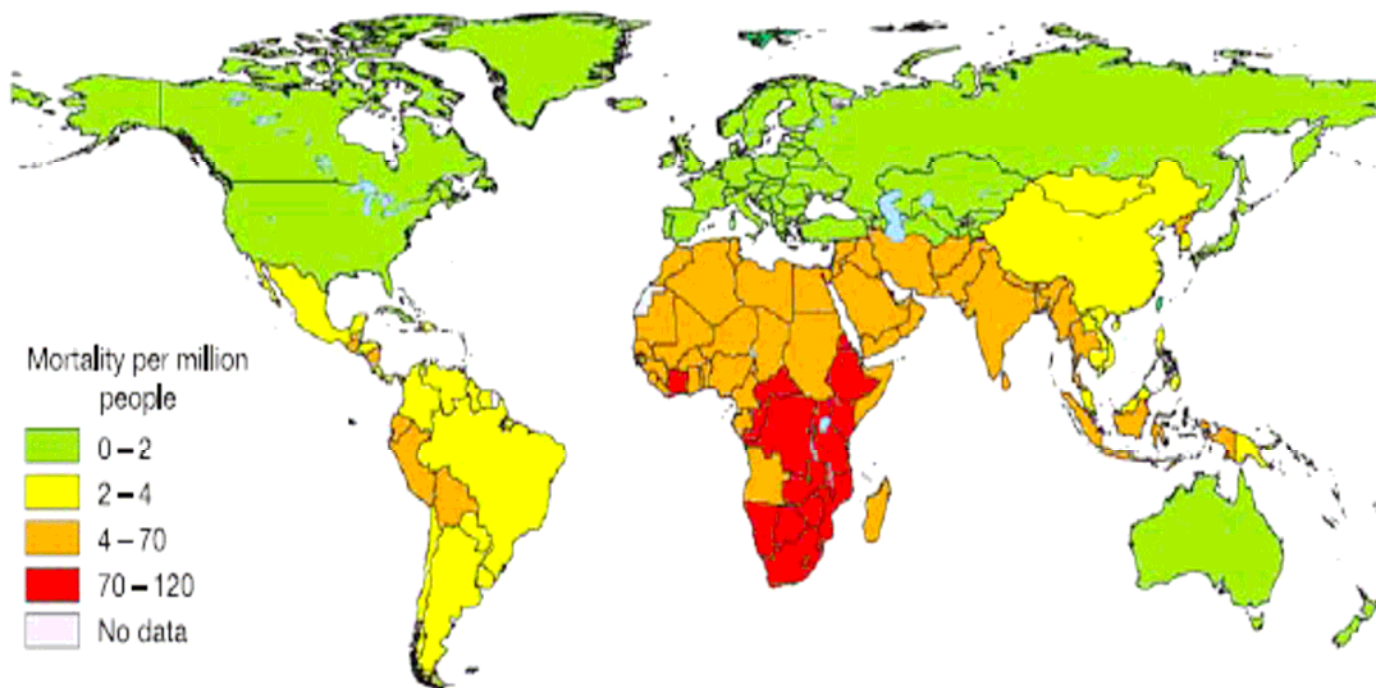 Mortality per million
people
0 – 2
2 – 4
4 – 70
70 – 120
No data